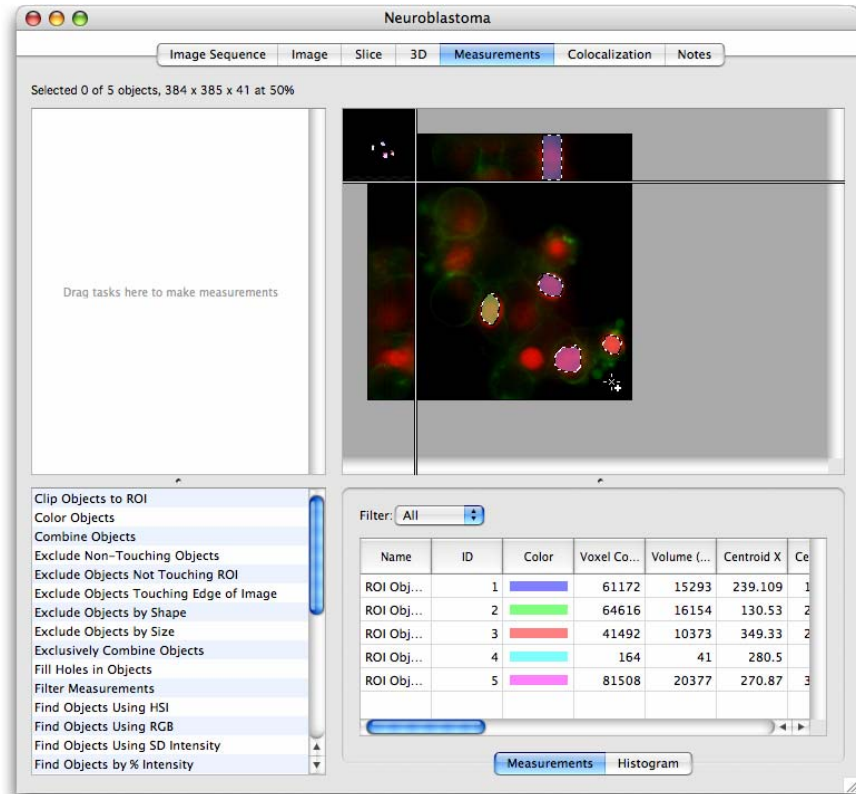 Neuroblastoma
Image Sequence Image Slice 3D Measurements Colocalization Notes
Selected 0 of 5 objects, 384 x 385 x 41 at 50%
Drag tasks here to make measurements
Clip Objects to ROI
Color Objects
Combine Objects
Exclude Non-Touching Objects
Exclude Objects Not Touching ROI
Exclude Objects Touching Edge of Image
Exclude Objects by Shape
Exclude Objects by Size
Exclusively Combine Objects
Fill Holes in Objects
Filter Measurements
Find Objects Using HSI
Find Objects Using RGB
Find Objects Using SD Intensity
Find Objects by % Intensity
Filter: All
Name ID Color Voxel Co... Volume (... Centroid X Ce
ROI Obj... 1 61172 15293 239.109 1
ROI Obj... 2 64616 16154 130.53 2
ROI Obj... 3 41492 10373 349.33 2
ROI Obj... 4 164 41 280.5
ROI Obj... 5 81508 20377 270.87 3
Measurements Histogram